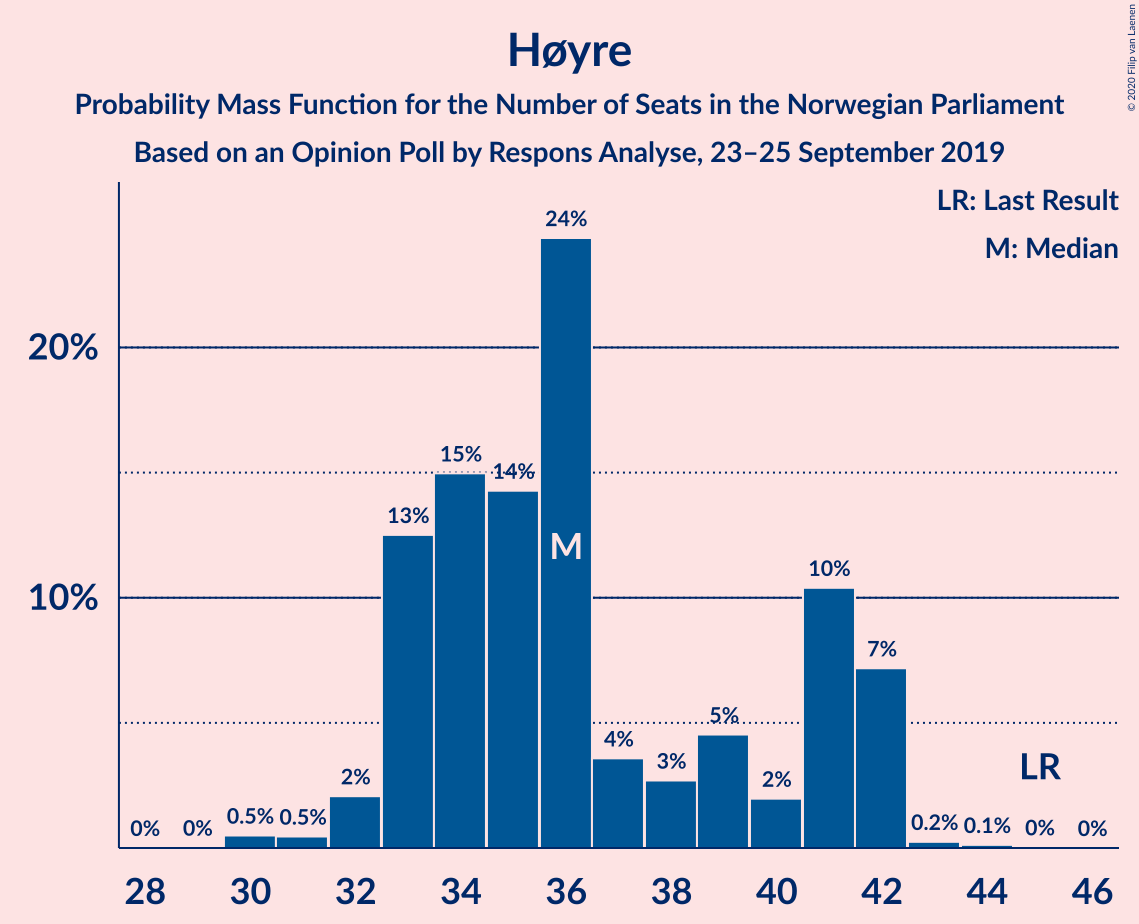 Høyre
Probability Mass Function for the Number of Seats in the Norwegian Parliament
Based on an Opinion Poll by Respons Analyse, 23–25 September 2019
© 2020 Filip van Laenen
LR: Last Result
M: Median
20%
10%
0%
0%
0.5%
0.5%
2%
13%
15%
14%
24%
M
4%
3%
5%
2%
10%
7%
0.2%
0.1%
0%
LR
0%
28 30 32 34 36 38 40 42 44 46